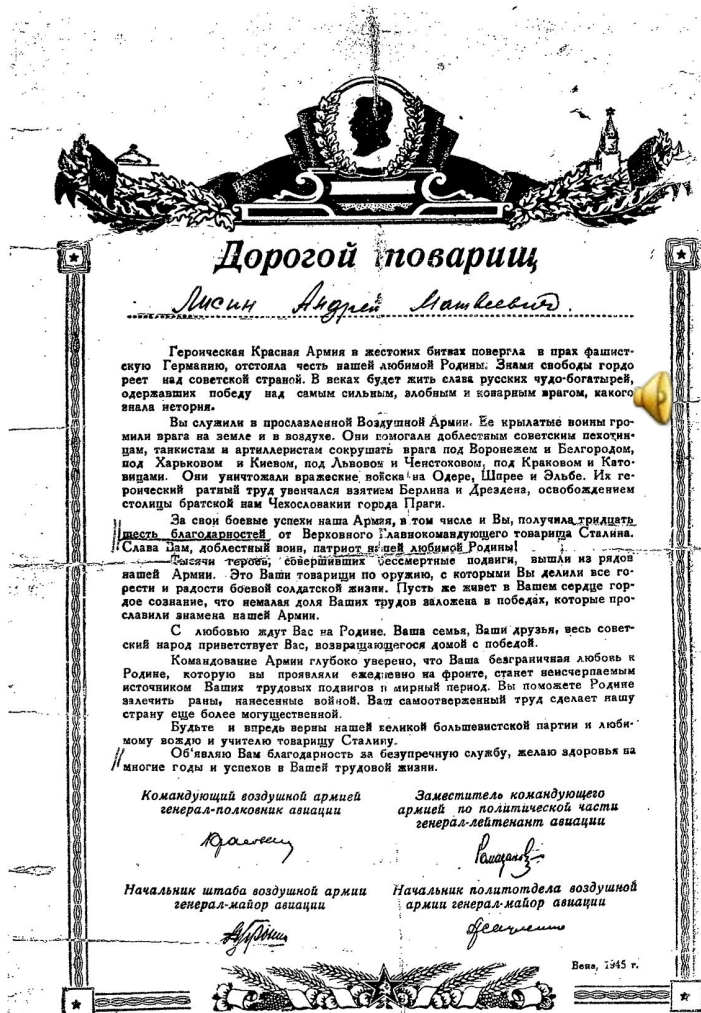 Дорогой товарищ
Лисин Андрей Матвеевич.
Героическая Красная Армия в жестоких битвах повергла в прах фашист-
скую Германию, отстояла честь нашей любимой Родины. Знамя свободы гордо
реет над советской страной. В веках будет жить слава русских чудо-богатырей,
одержавших победу над самым сильным, злобным и коварным врагом, какого
знала история.
Вы служили в прославленной Воздушной Армии. Ее крылатые воины гро-
мили врага на земле и в воздухе. Они помогали доблестным советским пехотин-
цам, танкистам и артиллеристам сокрушать врага под Воронежем и Белгородом,
под Харьковом и Киевом, под Львовом и Ченстоховом, под Краковом и Като-
вицами. Они уничтожали вражеские войска на Одере, Шпрее и Эльбе. Их ге-
роический ратный труд увенчался взятием Берлина и Дрездена, освобождением
столицы братской нам Чехословакии города Праги.
За свои боевые успехи наша Армия, в том числе и Вы, получила тридцать
шесть благодарностей от Верховного Главнокомандующего товарища Сталина.
Слава Вам, доблестный воин, патриот нашей любимой Родины!
Тысячи героев, совершивших бессмертные подвиги, вышли из рядов
нашей Армии. Это Ваши товарищи по оружию, с которыми Вы делили все го-
рести и радости боевой солдатской жизни. Пусть же живет в Вашем сердце гор-
дое сознание, что немалая доля Ваших трудов заложена в победах, которые про-
славили знамена нашей Армии.
С любовью ждут Вас на Родине. Ваша семья, Ваши друзья, весь совет-
ский народ приветствует Вас, возвращающегося домой с победой.
Командование Армии глубоко уверено, что Ваша безграничная любовь к
Родине, которую вы проявляли ежедневно на фронте, станет неисчерпаемым
источником Ваших трудовых подвигов в мирный период. Вы поможете Родине
залечить раны, нанесенные войной. Ваш самоотверженный труд сделает нашу
страну еще более могущественной.
Будьте и впредь верны нашей великой большевистской партии и люби-
мому вождю и учителю товарищу Сталину.
Об'являю Вам благодарность за безупречную службу, желаю здоровья на
многие годы и успехов в Вашей трудовой жизни.
Командующий воздушной армией
генерал-полковник авиации
Заместитель командующего
армией по политической части
генерал-лейтенант авиации
Начальник штаба воздушной армии
генерал-майор авиации
Начальник политотдела воздушной
армии генерал-майор авиации
Вена, 1945 г.